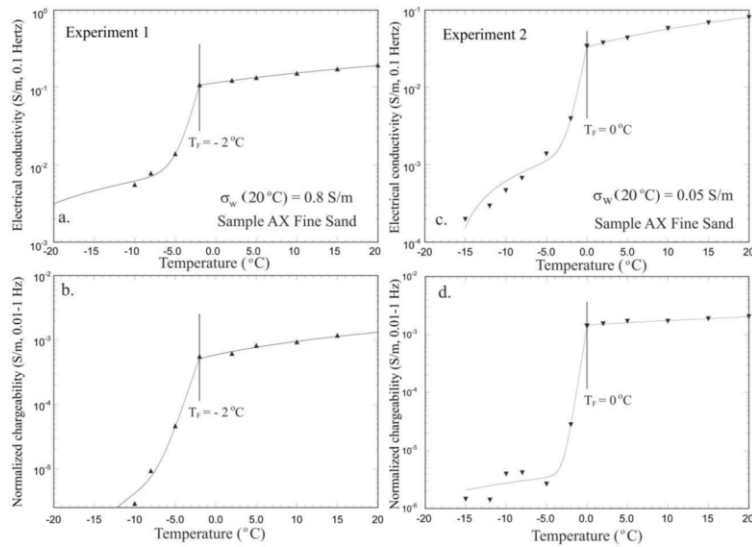 Experiment 1
Electrical conductivity (S/m, 0.1 Hertz)
10⁰
10⁻¹
10⁻²
10⁻³
T_F = - 2 °C
σ_w (20 °C) = 0.8 S/m
Sample AX Fine Sand
a.
-20 -15 -10 -5.0 0.0 5.0 10 15 20
Temperature (°C)
Experiment 2
Electrical conductivity (S/m, 0.1 Hertz)
10⁻¹
10⁻²
10⁻³
10⁻⁴
T_F = 0 °C
σ_w (20 °C) = 0.05 S/m
Sample AX Fine Sand
c.
-20 -15 -10 -5.0 0.0 5.0 10 15 20
Temperature (°C)
b.
Normalized chargeability (S/m, 0.01-1 Hz)
10⁻²
10⁻³
10⁻⁴
10⁻⁵
T_F = - 2 °C
-20 -15 -10 -5.0 0.0 5.0 10 15 20
Temperature (°C)
d.
Normalized chargeability (S/m, 0.01-1 Hz)
10⁻²
10⁻³
10⁻⁴
10⁻⁵
10⁻⁶
T_F = 0 °C
-20 -15 -10 -5.0 0.0 5.0 10 15 20
Temperature (°C)